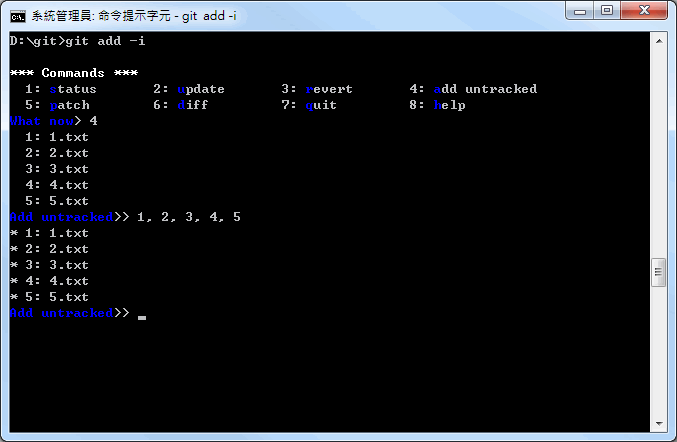 系統管理員: 命令提示字元 - git add -i
D:\git>git add -i
*** Commands ***
1: status 2: update 3: revert 4: add untracked
5: patch 6: diff 7: quit 8: help
What now> 4
1: 1.txt
2: 2.txt
3: 3.txt
4: 4.txt
5: 5.txt
Add untracked>> 1, 2, 3, 4, 5
* 1: 1.txt
* 2: 2.txt
* 3: 3.txt
* 4: 4.txt
* 5: 5.txt
Add untracked>> _